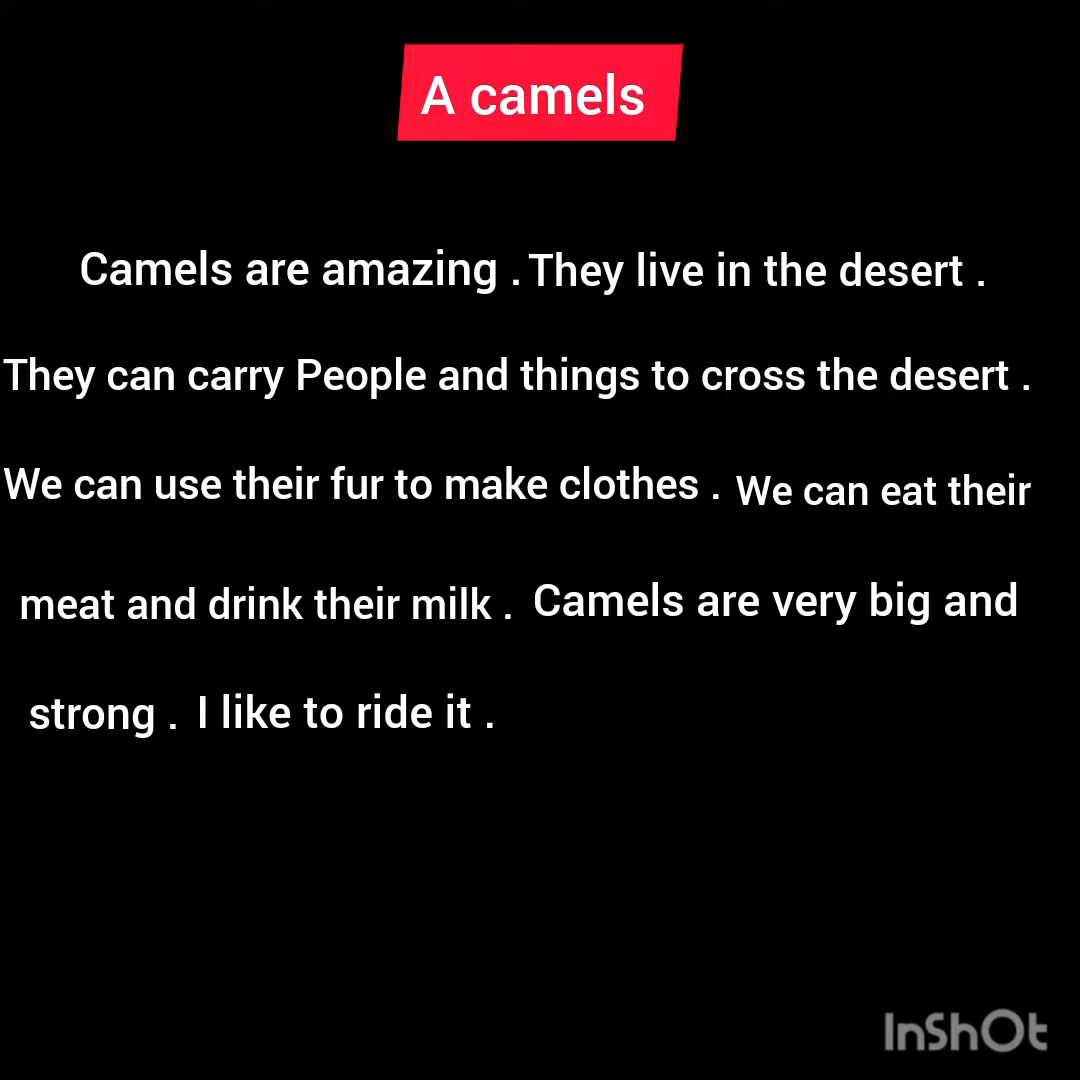 A camels
Camels are amazing . They live in the desert .
They can carry People and things to cross the desert .
We can use their fur to make clothes . We can eat their
meat and drink their milk . Camels are very big and
strong . I like to ride it .
InShOt